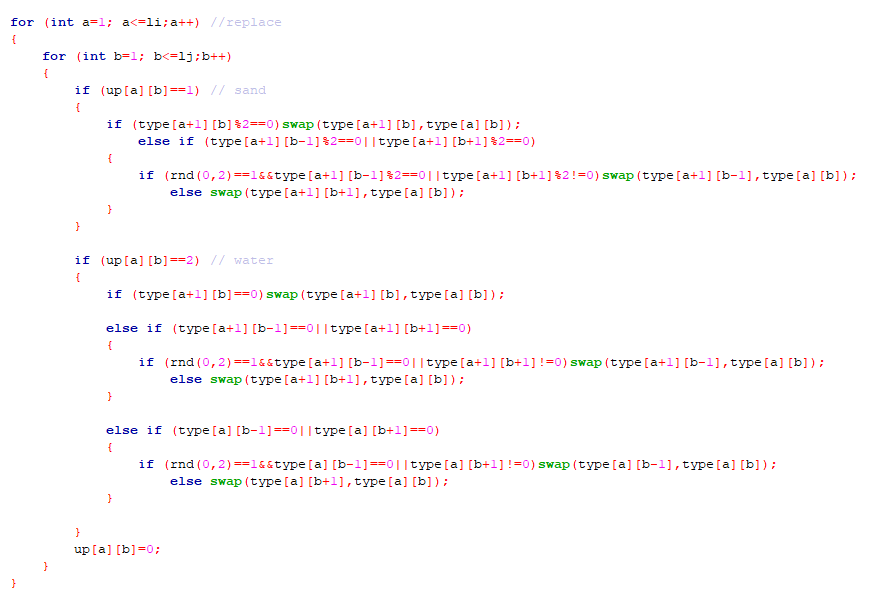 for (int a=1; a<=li;a++) //replace
{
    for (int b=1; b<=lj;b++)
    {
        if (up[a][b]==1) // sand
        {
            if (type[a+1][b]%2==0)swap(type[a+1][b],type[a][b]);
                else if (type[a+1][b-1]%2==0||type[a+1][b+1]%2==0)
            {
                if (rnd(0,2)==1&&type[a+1][b-1]%2==0||type[a+1][b+1]%2!=0)swap(type[a+1][b-1],type[a][b]);
                    else swap(type[a+1][b+1],type[a][b]);
            }
        }

        if (up[a][b]==2) // water
        {
            if (type[a+1][b]==0)swap(type[a+1][b],type[a][b]);

            else if (type[a+1][b-1]==0||type[a+1][b+1]==0)
            {
                if (rnd(0,2)==1&&type[a+1][b-1]==0||type[a+1][b+1]!=0)swap(type[a+1][b-1],type[a][b]);
                    else swap(type[a+1][b+1],type[a][b]);
            }

            else if (type[a][b-1]==0||type[a][b+1]==0)
            {
                if (rnd(0,2)==1&&type[a][b-1]==0||type[a][b+1]!=0)swap(type[a][b-1],type[a][b]);
                    else swap(type[a][b+1],type[a][b]);
            }

        }
        up[a][b]=0;
    }
}